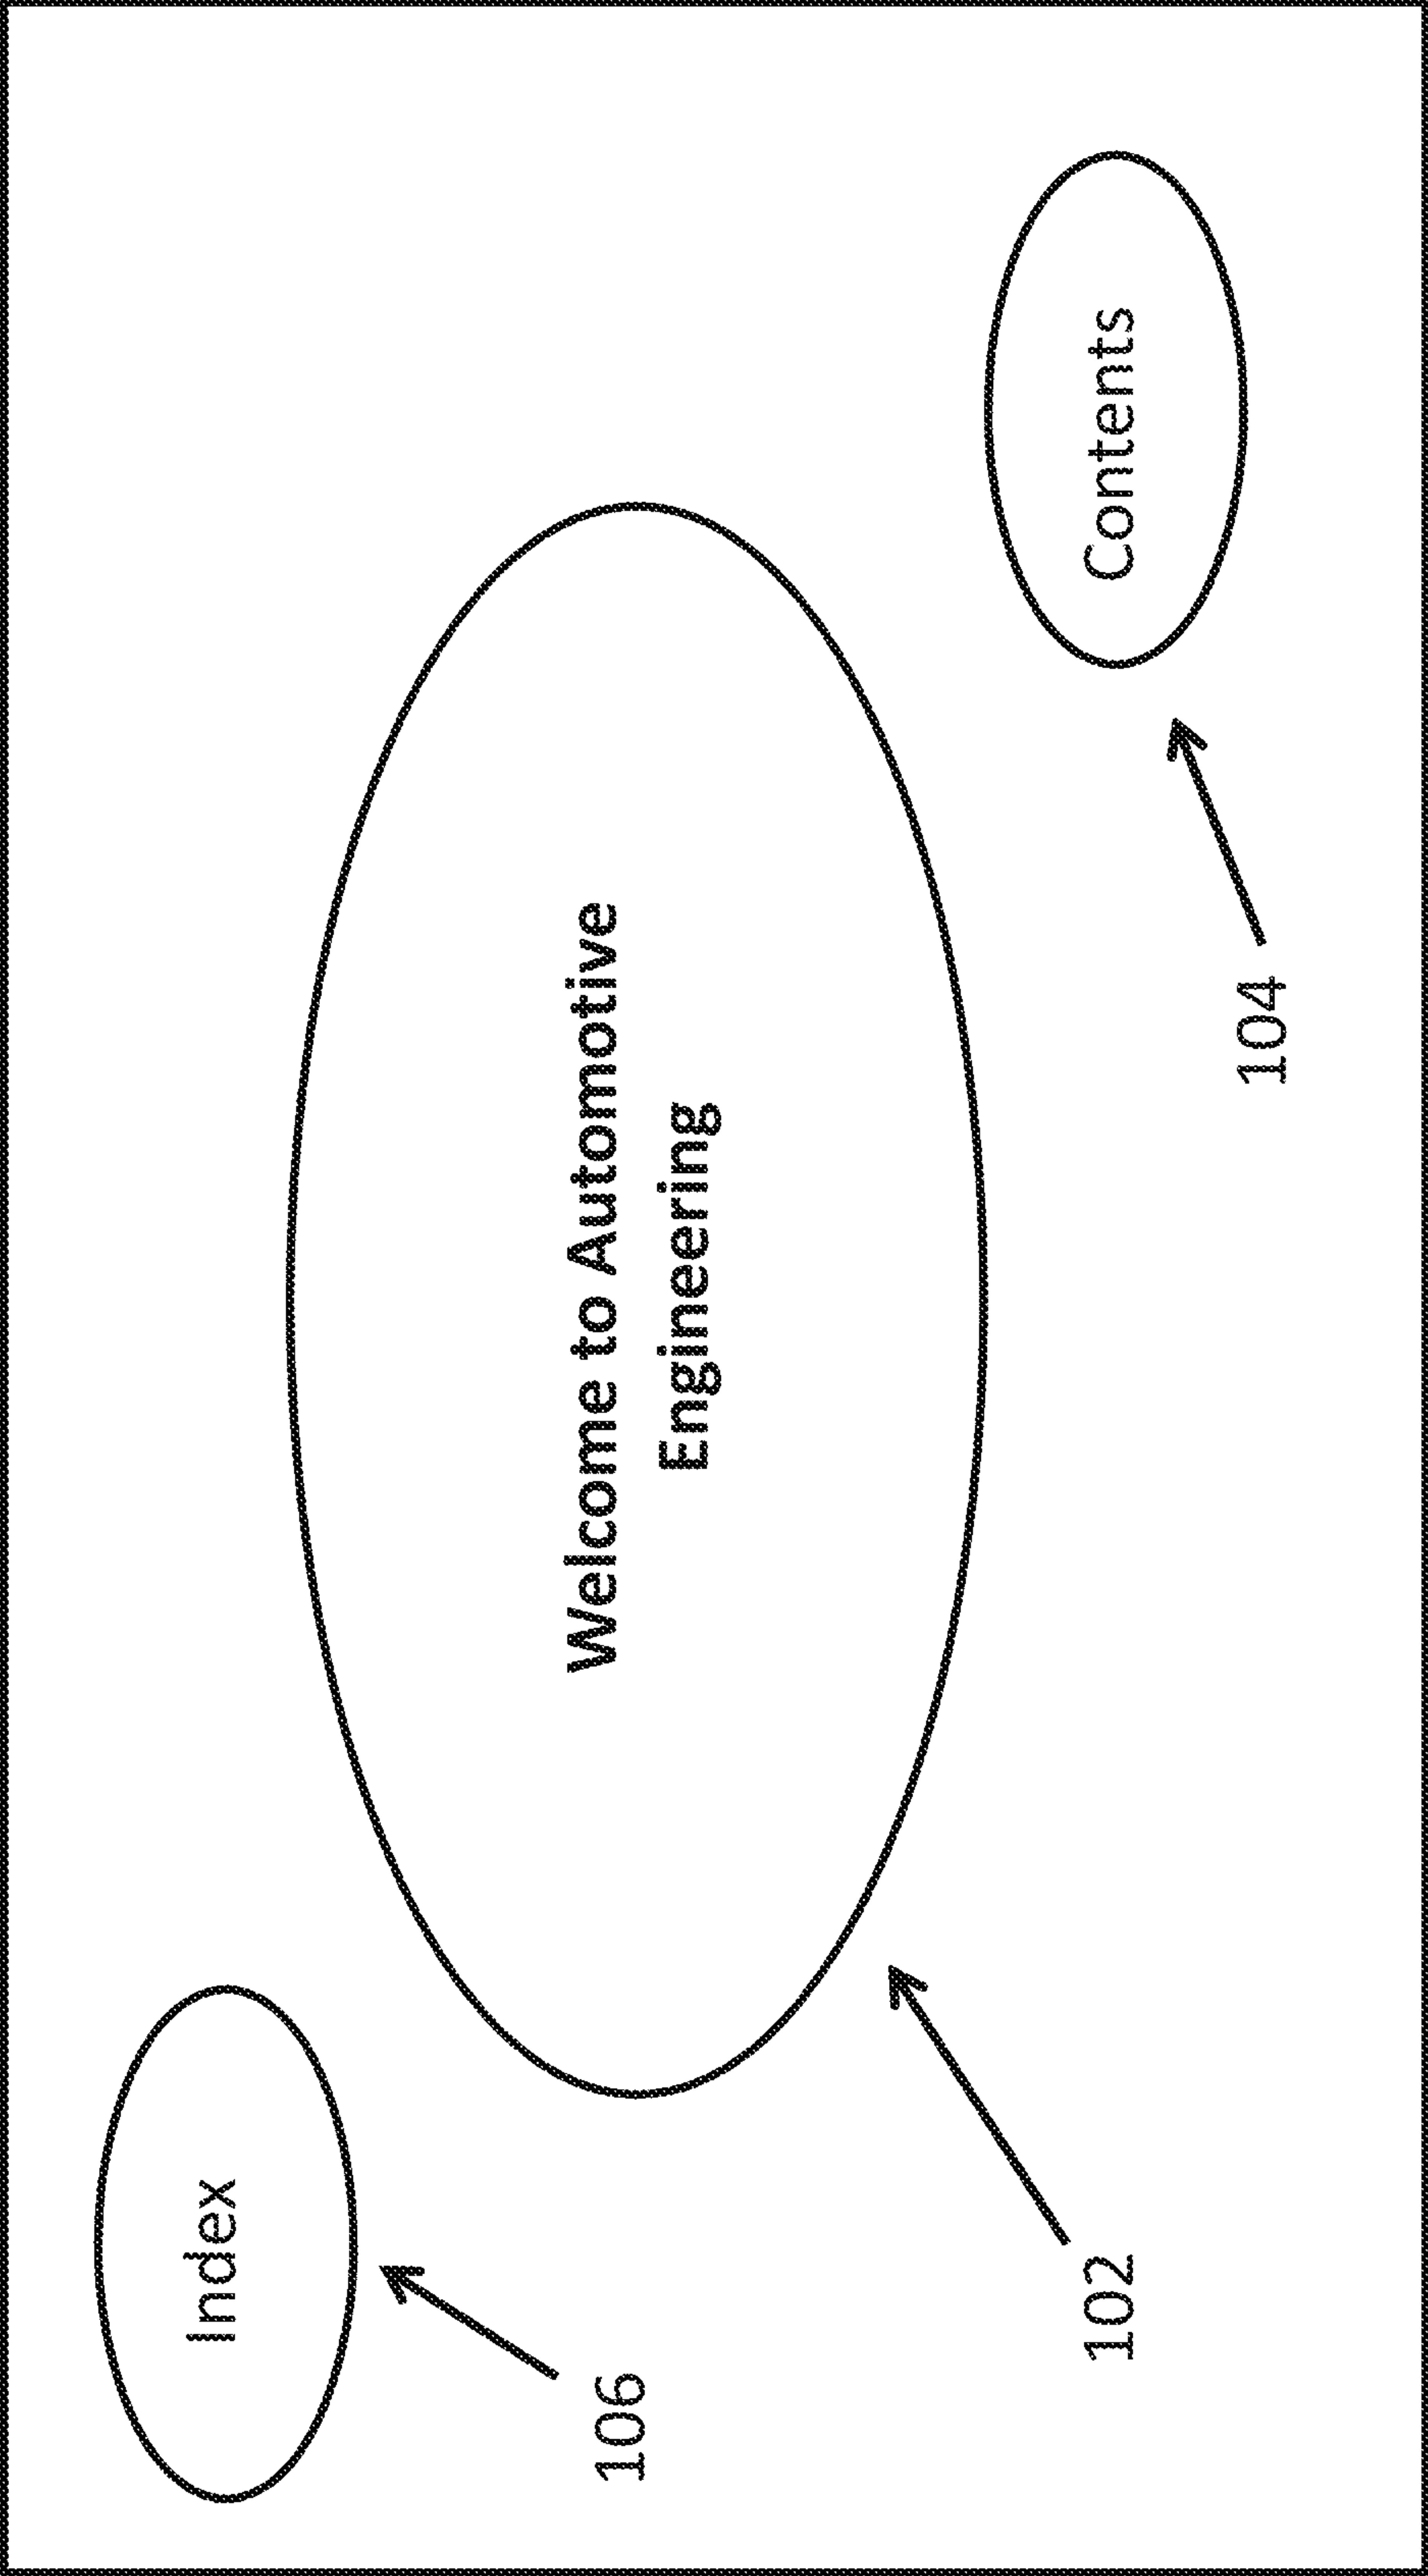 Index
106
Welcome to Automotive
Engineering
102
Contents
104